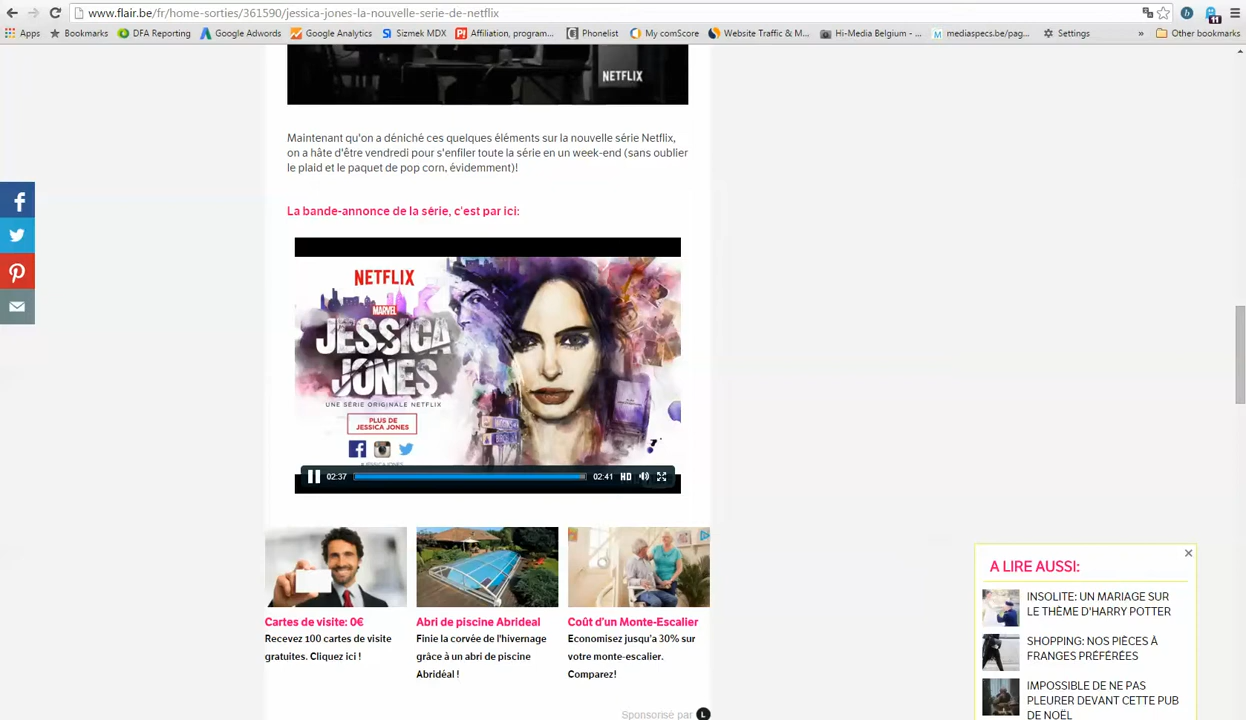 www.flair.be/fr/home-sorties/361590/jessica-jones-la-nouvelle-serie-de-netflix
11
Apps Bookmarks DFA Reporting Google Adwords Google Analytics Sizmek MDX Affiliation, program... Phonelist My comScore Website Traffic & M... Hi-Media Belgium - ... mediaspecs.be/pag... Settings » Other bookmarks
NETFLIX
Maintenant qu'on a déniché ces quelques éléments sur la nouvelle série Netflix,
on a hâte d'être vendredi pour s'enfiler toute la série en un week-end (sans oublier
le plaid et le paquet de pop corn, évidemment)!
La bande-annonce de la série, c'est par ici:
NETFLIX
MARVEL
JESSICA
JONES
UNE SÉRIE ORIGINALE NETFLIX
PLUS DE
JESSICA JONES
02:37 02:41 HD
A LIRE AUSSI:
INSOLITE: UN MARIAGE SUR
LE THÈME D'HARRY POTTER
SHOPPING: NOS PIÈCES À
FRANGES PRÉFÉRÉES
IMPOSSIBLE DE NE PAS
PLEURER DEVANT CETTE PUB
DE NOËL
Cartes de visite: 0€
Recevez 100 cartes de visite
gratuites. Cliquez ici !
Abri de piscine Abrideal
Finie la corvée de l'hivernage
grâce à un abri de piscine
Abridéal !
Coût d'un Monte-Escalier
Economisez jusqu'a 30% sur
votre monte-escalier.
Comparez!
Sponsorisé par L